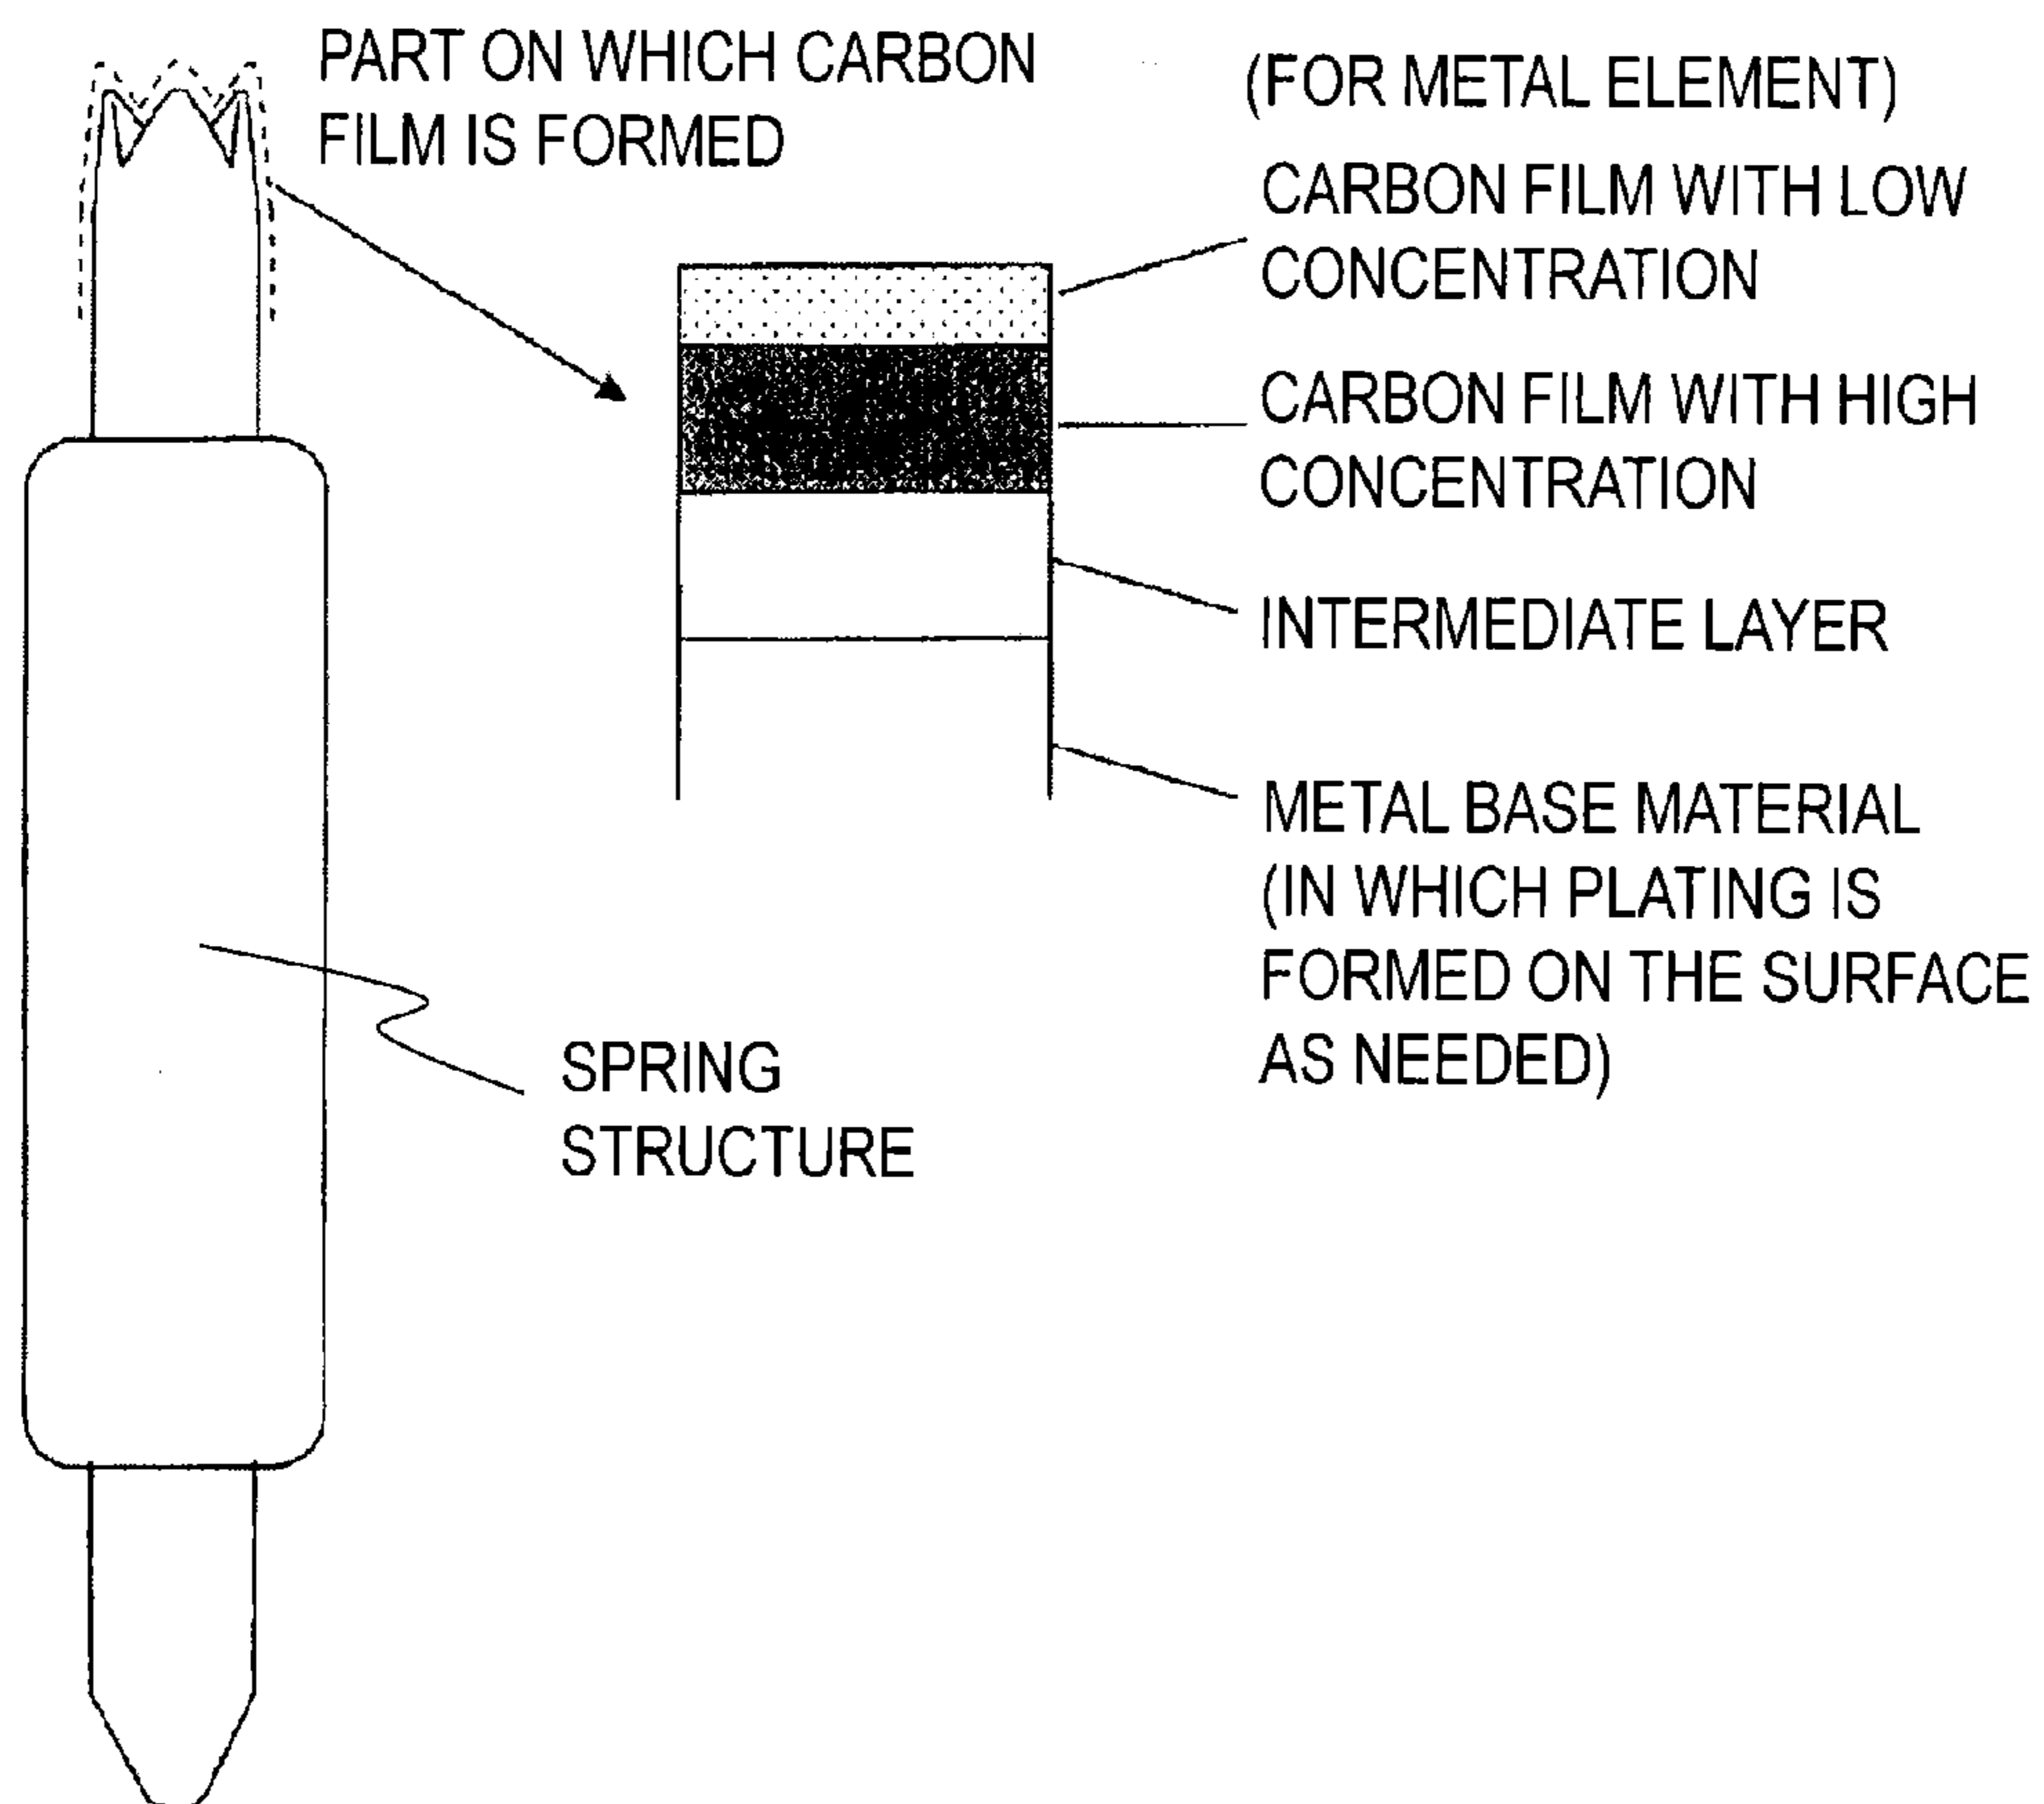 PART ON WHICH CARBON
FILM IS FORMED
(FOR METAL ELEMENT)
CARBON FILM WITH LOW
CONCENTRATION
CARBON FILM WITH HIGH
CONCENTRATION
INTERMEDIATE LAYER
METAL BASE MATERIAL
(IN WHICH PLATING IS
FORMED ON THE SURFACE
AS NEEDED)
SPRING
STRUCTURE